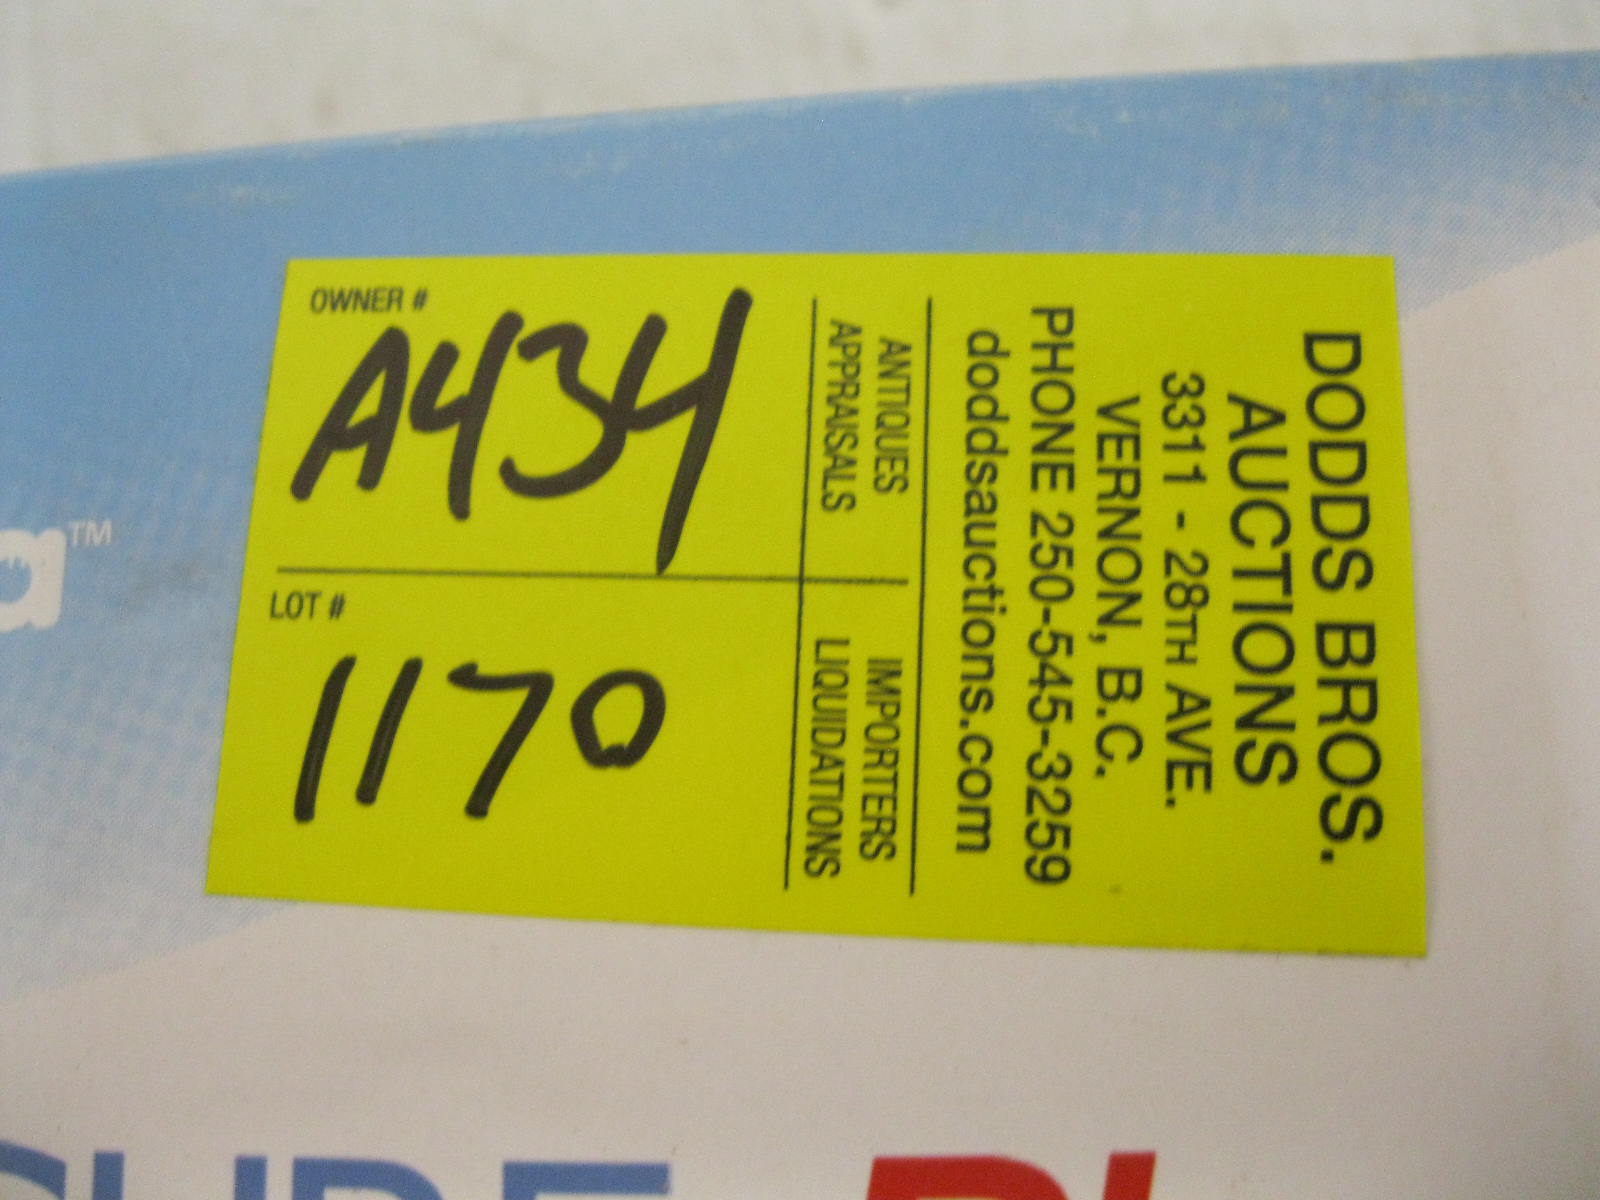 DODDS BROS.
AUCTIONS
3311 - 28TH AVE.
VERNON, B.C.
PHONE 250-545-3259
doddsauctions.com
ANTIQUES
APPRAISALS
IMPORTERS
LIQUIDATIONS
OWNER #
A434
LOT #
1170
a™